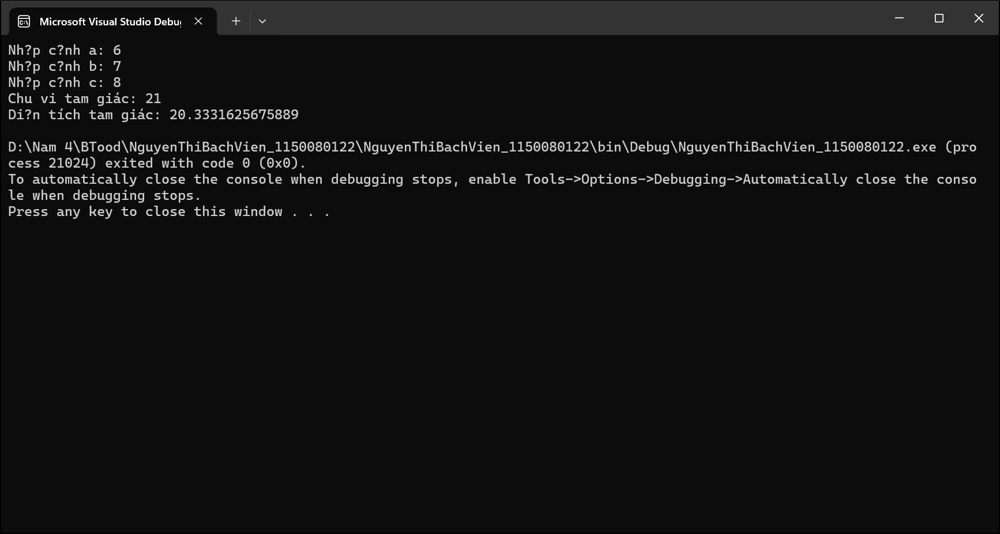 Microsoft Visual Studio Debug
Nh?p c?nh a: 6
Nh?p c?nh b: 7
Nh?p c?nh c: 8
Chu vi tam giác: 21
Di?n tích tam giác: 20.3331625675889
D:\Nam 4\BTood\NguyenThiBachVien_1150080122\NguyenThiBachVien_1150080122\bin\Debug\NguyenThiBachVien_1150080122.exe (pro
cess 21024) exited with code 0 (0x0).
To automatically close the console when debugging stops, enable Tools->Options->Debugging->Automatically close the conso
le when debugging stops.
Press any key to close this window . . .